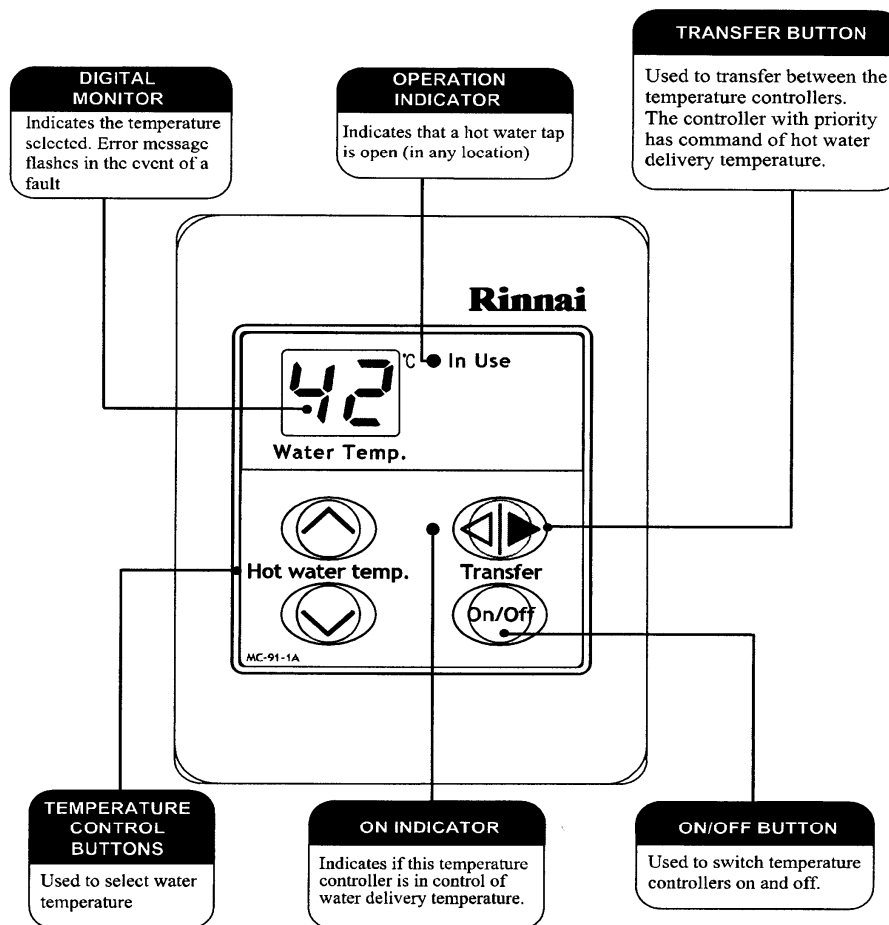 DIGITAL
MONITOR
Indicates the temperature
selected. Error message
flashes in the event of a
fault
OPERATION
INDICATOR
Indicates that a hot water tap
is open (in any location)
TRANSFER BUTTON
Used to transfer between the
temperature controllers.
The controller with priority
has command of hot water
delivery temperature.
Rinnai
42 °C In Use
Water Temp.
Hot water temp.
Transfer
On/Off
MC-91-1A
TEMPERATURE
CONTROL
BUTTONS
Used to select water
temperature
ON INDICATOR
Indicates if this temperature
controller is in control of
water delivery temperature.
ON/OFF BUTTON
Used to switch temperature
controllers on and off.